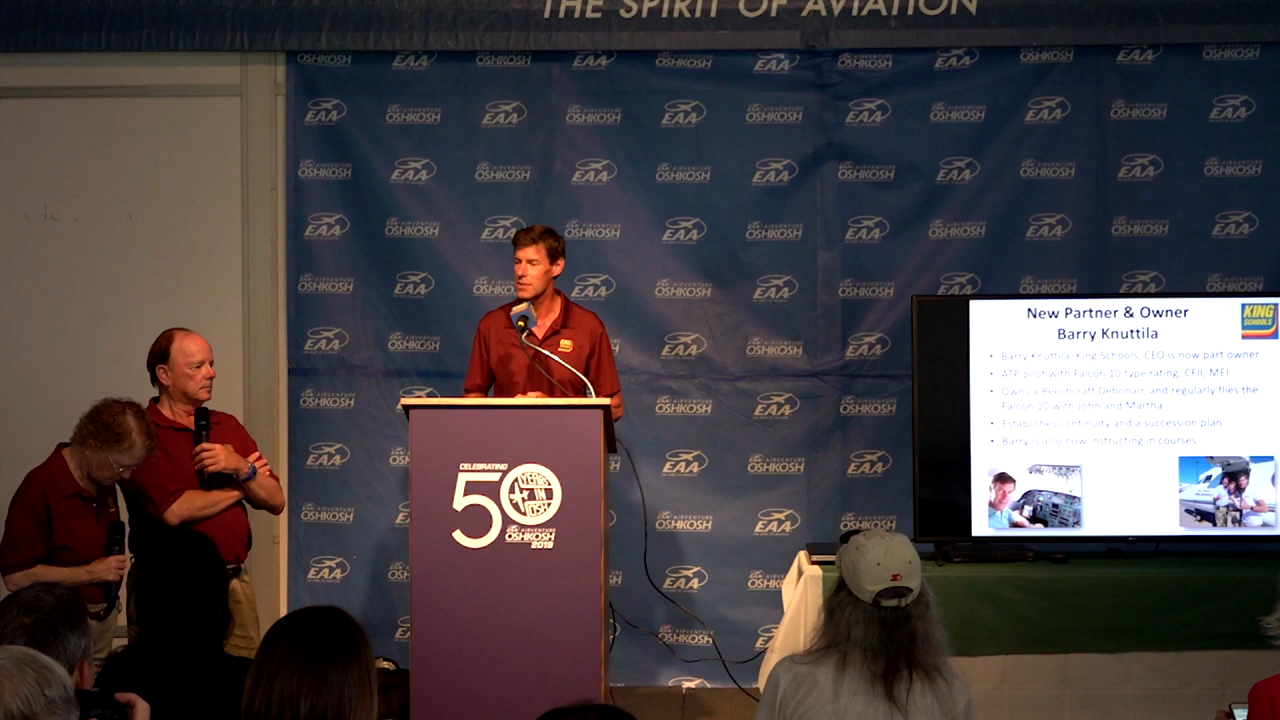 THE SPIRIT OF AVIATION
EAA AIRVENTURE
OSHKOSH
EAA
New Partner & Owner
Barry Knuttila
KING
SCHOOLS
• Barry Knuttila, King Schools, CEO is now part owner
• ATP pilot with Falcon 10 type rating, CFII, MEI
• Owns a Beechcraft Debonair and regularly flies the
Falcon 10 with John and Martha
• Establishes continuity and a succession plan
• Barry is also now instructing in courses
CELEBRATING
50
YEARS IN
OSH
EAA AIRVENTURE
OSHKOSH
2019